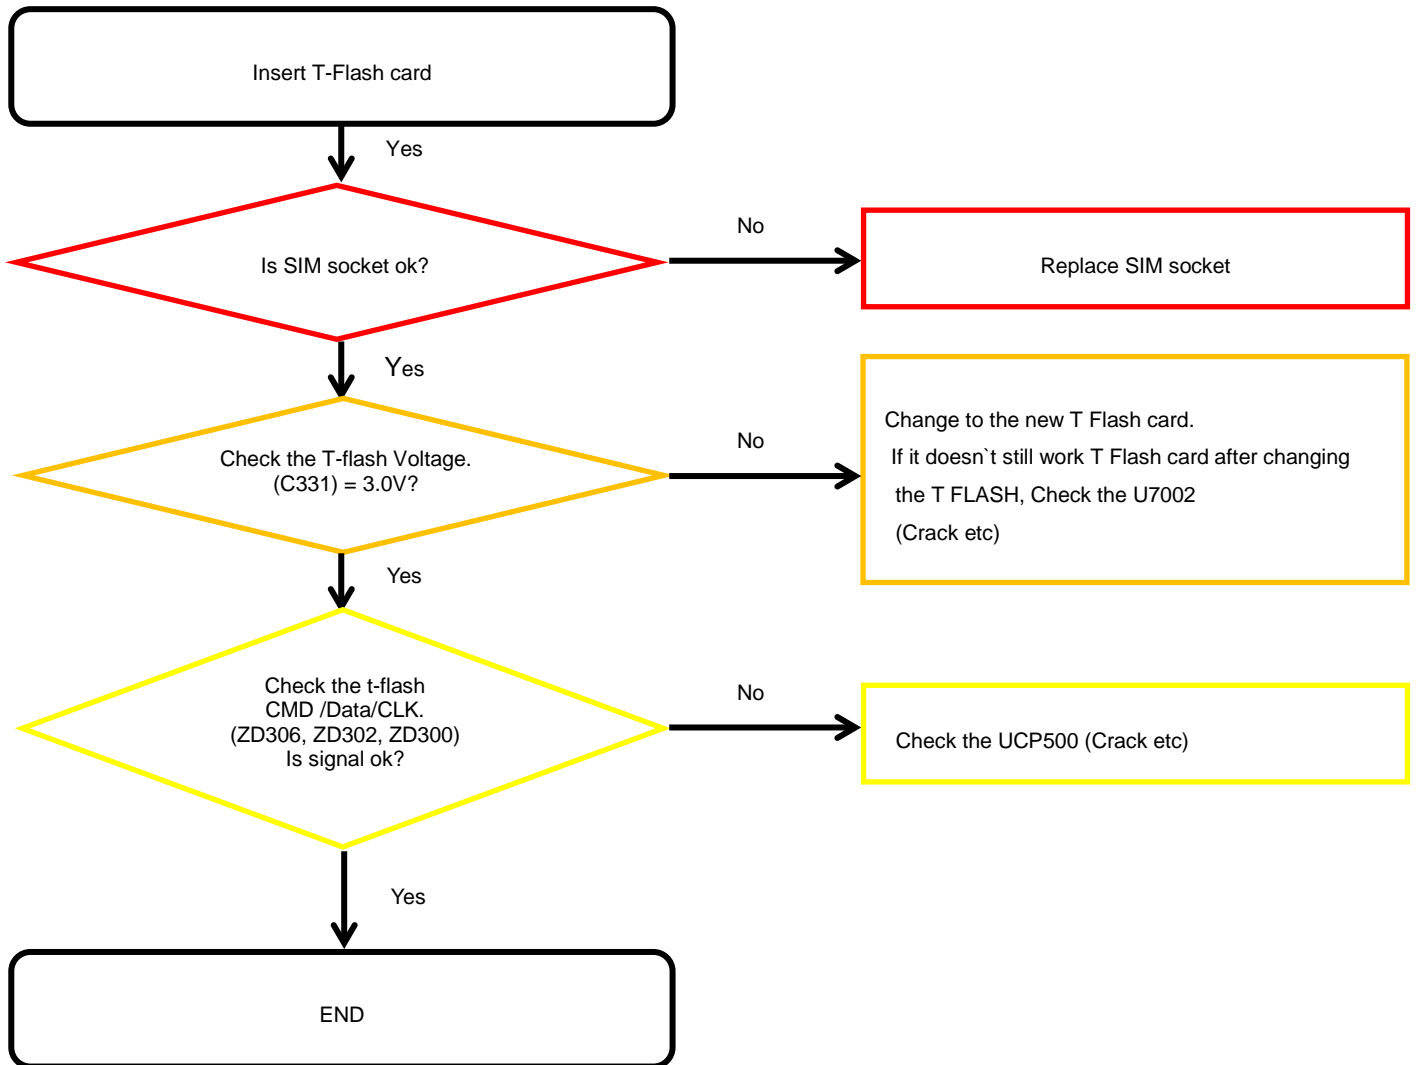 Insert T-Flash card
Yes
Is SIM socket ok?
No
Replace SIM socket
Yes
Check the T-flash Voltage.
(C331) = 3.0V?
No
Change to the new T Flash card.
If it doesn`t still work T Flash card after changing
the T FLASH, Check the U7002
(Crack etc)
Yes
Check the t-flash
CMD /Data/CLK.
(ZD306, ZD302, ZD300)
Is signal ok?
No
Check the UCP500 (Crack etc)
Yes
END